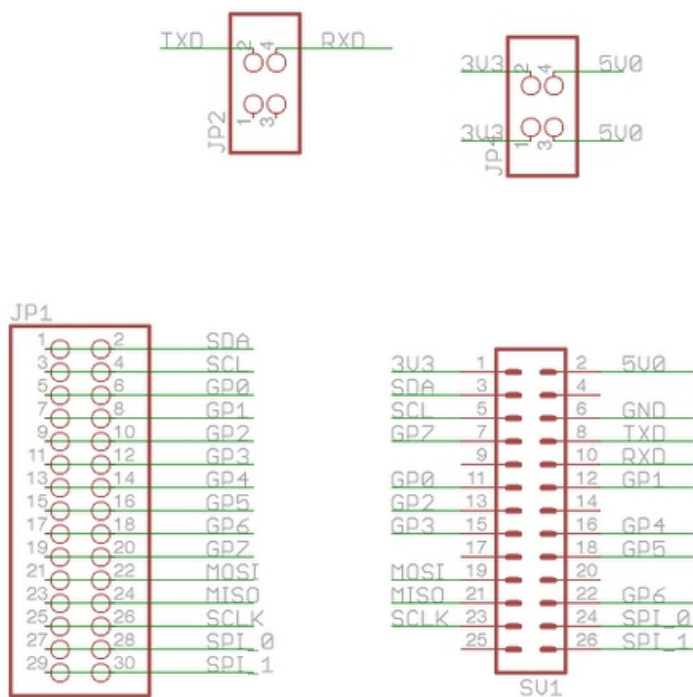 TXD 2 4 RXD
1 3
JP2
3V3 2 4 5V0
3V3 1 3 5V0
JP4
JP1
1 2 SDA
3 4 SCL
5 6 GP0
7 8 GP1
9 10 GP2
11 12 GP3
13 14 GP4
15 16 GP5
17 18 GP6
19 20 GP7
21 22 MOSI
23 24 MISO
25 26 SCLK
27 28 SPI_0
29 30 SPI_1
3V3 1 2 5V0
SDA 3 4
SCL 5 6 GND
GP7 7 8 TXD
9 10 RXD
GP0 11 12 GP1
GP2 13 14
GP3 15 16 GP4
17 18 GP5
MOSI 19 20
MISO 21 22 GP6
SCLK 23 24 SPI_0
25 26 SPI_1
SV1